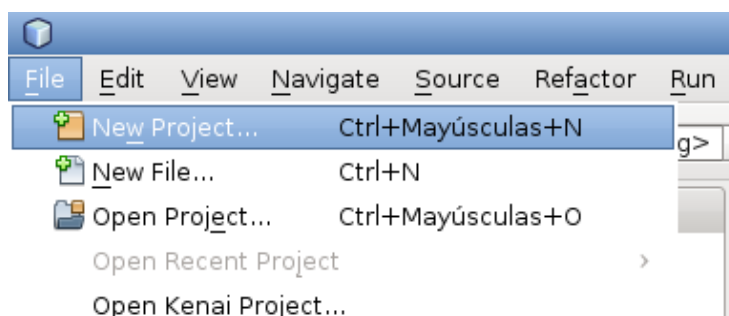 File Edit View Navigate Source Refactor Run
New Project... Ctrl+Mayúsculas+N
g>
New File... Ctrl+N
Open Project... Ctrl+Mayúsculas+O
Open Recent Project
Open Kenai Project...